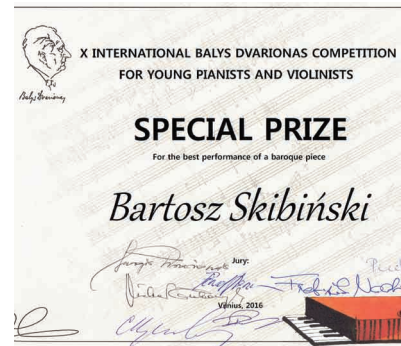 X INTERNATIONAL BALYS DVARIONAS COMPETITION
FOR YOUNG PIANISTS AND VIOLINISTS
SPECIAL PRIZE
For the best performance of a baroque piece
Bartosz Skibiński
Jury:
Vilnius, 2016